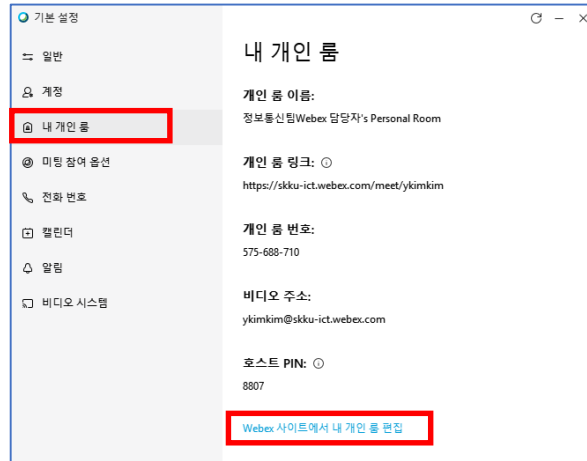 기본 설정
일반
계정
내 개인 룸
미팅 참여 옵션
전화 번호
캘린더
알림
비디오 시스템
내 개인 룸
개인 룸 이름:
정보통신팀Webex 담당자's Personal Room
개인 룸 링크:
https://skku-ict.webex.com/meet/ykimkim
개인 룸 번호:
575-688-710
비디오 주소:
ykimkim@skku-ict.webex.com
호스트 PIN:
8807
Webex 사이트에서 내 개인 룸 편집